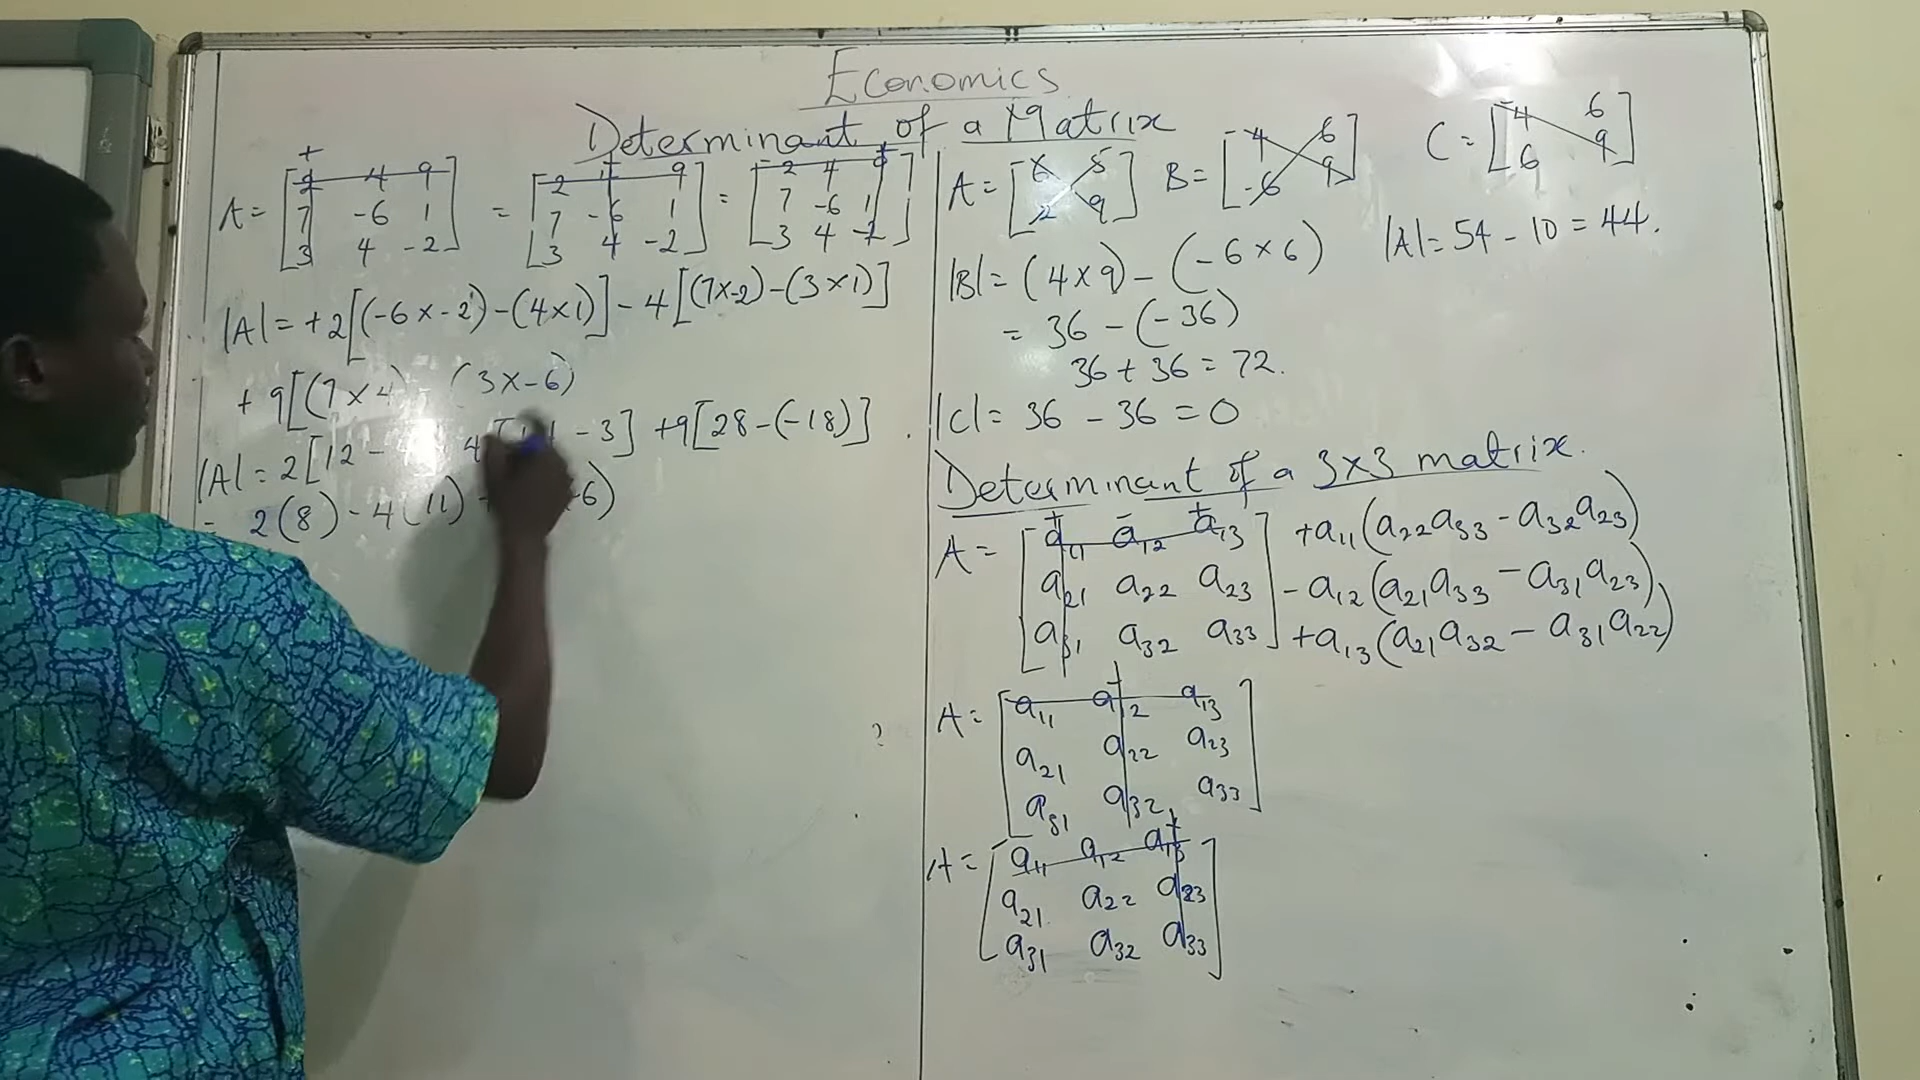 Economics
Determinant of a Matrix
+
A = [2 4 9
7 -6 1
3 4 -2]
= [2 4 9
7 -6 1
3 4 -2]
= [2 4 9
7 -6 1
3 4 -2]
|A| = +2[(-6 x -2) - (4 x 1)] - 4[(7x-2) - (3 x 1)]
+ 9[(7 x 4) - (3 x -6)
|A| = 2[12 - 4[ - 3] +9[28 - (-18)]
= 2(8) - 4(11) 6)
A = [6 5
2 9]
B = [4 6
-6 9]
C = [4 6
6 9]
|A| = 54 - 10 = 44.
|B| = (4 x 9) - (-6 x 6)
= 36 - (-36)
36 + 36 = 72.
|C| = 36 - 36 = 0
Determinant of a 3x3 matrix.
+ - +
A = [a11 a12 a13
a21 a22 a23
a31 a32 a33]
+a11(a22a33 - a32a23)
- a12(a21a33 - a31a23)
+a13(a21a32 - a31a22)
A = [a11 a12 a13
a21 a22 a23
a31 a32 a33]
A = [a11 a12 a13
a21 a22 a23
a31 a32 a33]